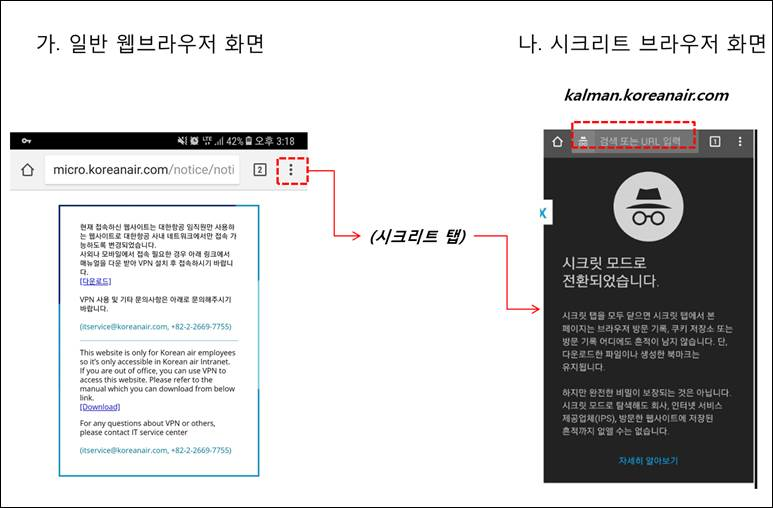 가. 일반 웹브라우저 화면
나. 시크리트 브라우저 화면
kalman.koreanair.com
LTE 42% 오후 3:18
micro.koreanair.com/notice/noti
2
현재 접속하신 웹사이트는 대한항공 임직원만 사용하
는 웹사이트로 대한항공 사내 네트워크에서만 접속 가
능하도록 변경되었습니다.
사외나 모바일에서 접속 필요한 경우 아래 링크에서
매뉴얼을 다운 받아 VPN 설치 후 접속하시기 바랍니
다.
[다운로드]
VPN 사용 및 기타 문의사항은 아래로 문의해주시기
바랍니다.
(itservice@koreanair.com, +82-2-2669-7755)
This website is only for Korean air employees
so it's only accessible in Korean air Intranet.
If you are out of office, you can use VPN to
access this website. Please refer to the
manual which you can download from below
link.
[Download]
For any questions about VPN or others,
please contact IT service center
(itservice@koreanair.com, +82-2-2669-7755)
(시크리트 탭)
검색 또는 URL 입력
1
X
시크릿 모드로
전환되었습니다.
시크릿 탭을 모두 닫으면 시크릿 탭에서 본
페이지는 브라우저 방문 기록, 쿠키 저장소 또는
방문 기록 어디에도 흔적이 남지 않습니다. 단,
다운로드한 파일이나 생성한 북마크는
유지됩니다.
하지만 완전한 비밀이 보장되는 것은 아닙니다.
시크릿 모드로 탐색해도 회사, 인터넷 서비스
제공업체(IPS), 방문한 웹사이트에 저장된
흔적까지 없앨 수는 없습니다.
자세히 알아보기